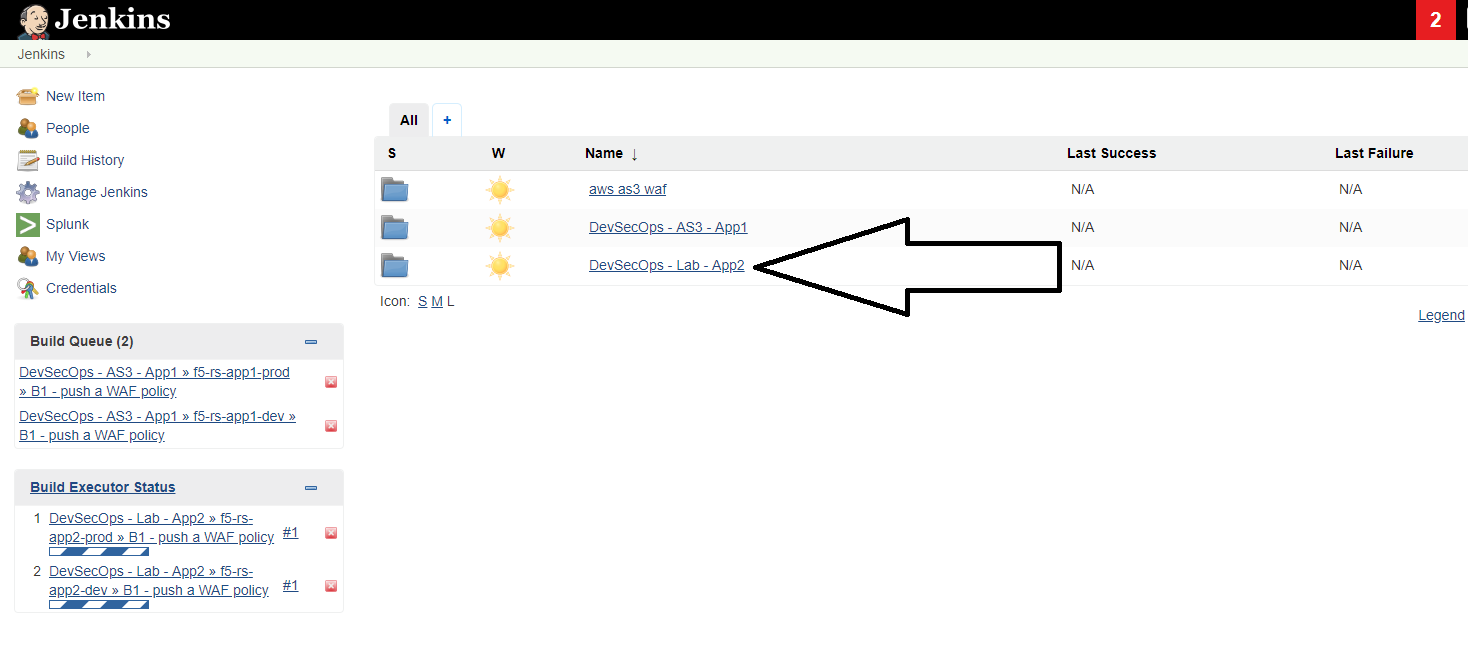 Jenkins
2
Jenkins
New Item
People
Build History
Manage Jenkins
Splunk
My Views
Credentials
All +
S W Name ↓ Last Success Last Failure
aws as3 waf N/A N/A
DevSecOps - AS3 - App1 N/A N/A
DevSecOps - Lab - App2 N/A N/A
Icon: S M L
Legend
Build Queue (2)
DevSecOps - AS3 - App1 » f5-rs-app1-prod
» B1 - push a WAF policy
DevSecOps - AS3 - App1 » f5-rs-app1-dev »
B1 - push a WAF policy
Build Executor Status
1 DevSecOps - Lab - App2 » f5-rs-
app2-prod » B1 - push a WAF policy #1
2 DevSecOps - Lab - App2 » f5-rs-
app2-dev » B1 - push a WAF policy #1